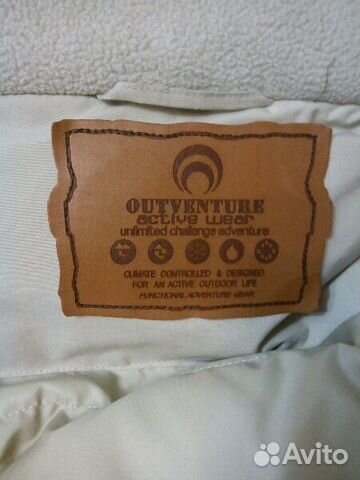 OUTVENTURE
active wear
unlimited challenge adventure
CLIMATE CONTROLLED & DESIGNED
FOR AN ACTIVE OUTDOOR LIFE
FUNCTIONAL ADVENTURE GEAR
Avito